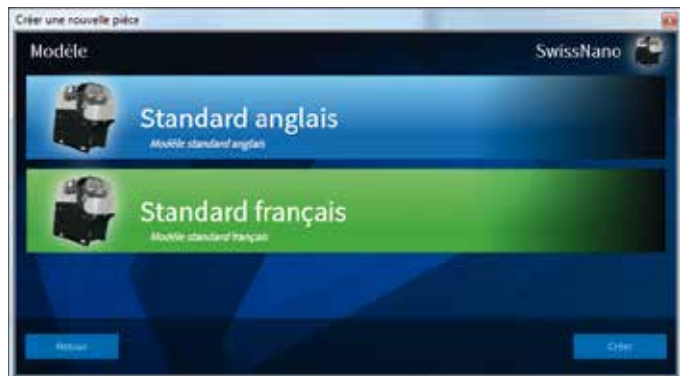 Créer une nouvelle pièce
Modèle
SwissNano
Standard anglais
Modèle standard anglais
Standard français
Modèle standard français
Retour
Créer